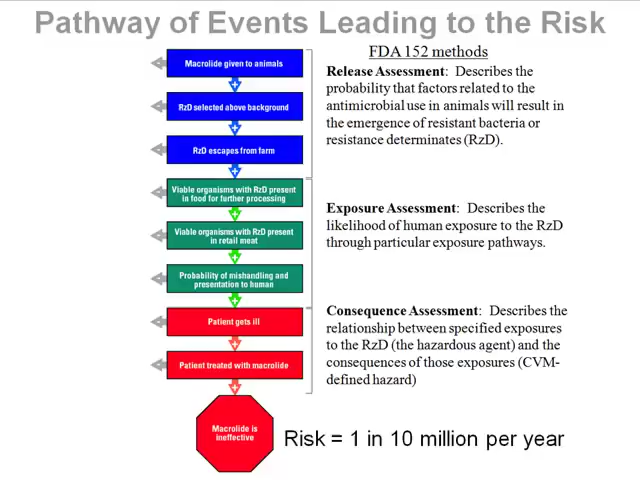 Pathway of Events Leading to the Risk
FDA 152 methods
Macrolide given to animals
RzD selected above background
RzD escapes from farm
Release Assessment: Describes the
probability that factors related to the
antimicrobial use in animals will result in
the emergence of resistant bacteria or
resistance determinates (RzD).
Viable organisms with RzD present
in food for further processing
Viable organisms with RzD present
in retail meat
Probability of mishandling and
presentation to human
Exposure Assessment: Describes the
likelihood of human exposure to the RzD
through particular exposure pathways.
Patient gets ill
Patient treated with macrolide
Consequence Assessment: Describes the
relationship between specified exposures
to the RzD (the hazardous agent) and the
consequences of those exposures (CVM-
defined hazard)
Macrolide is
ineffective
Risk = 1 in 10 million per year